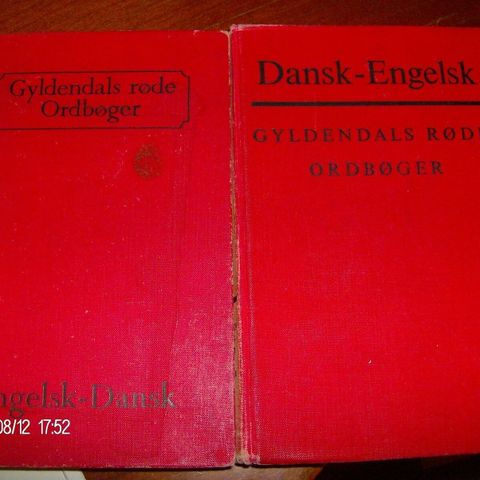 Gyldendals røde
Ordbøger
ngelsk-Dansk
08/12 17:52
Dansk-Engelsk
GYLDENDALS RØDE
ORDBØGER